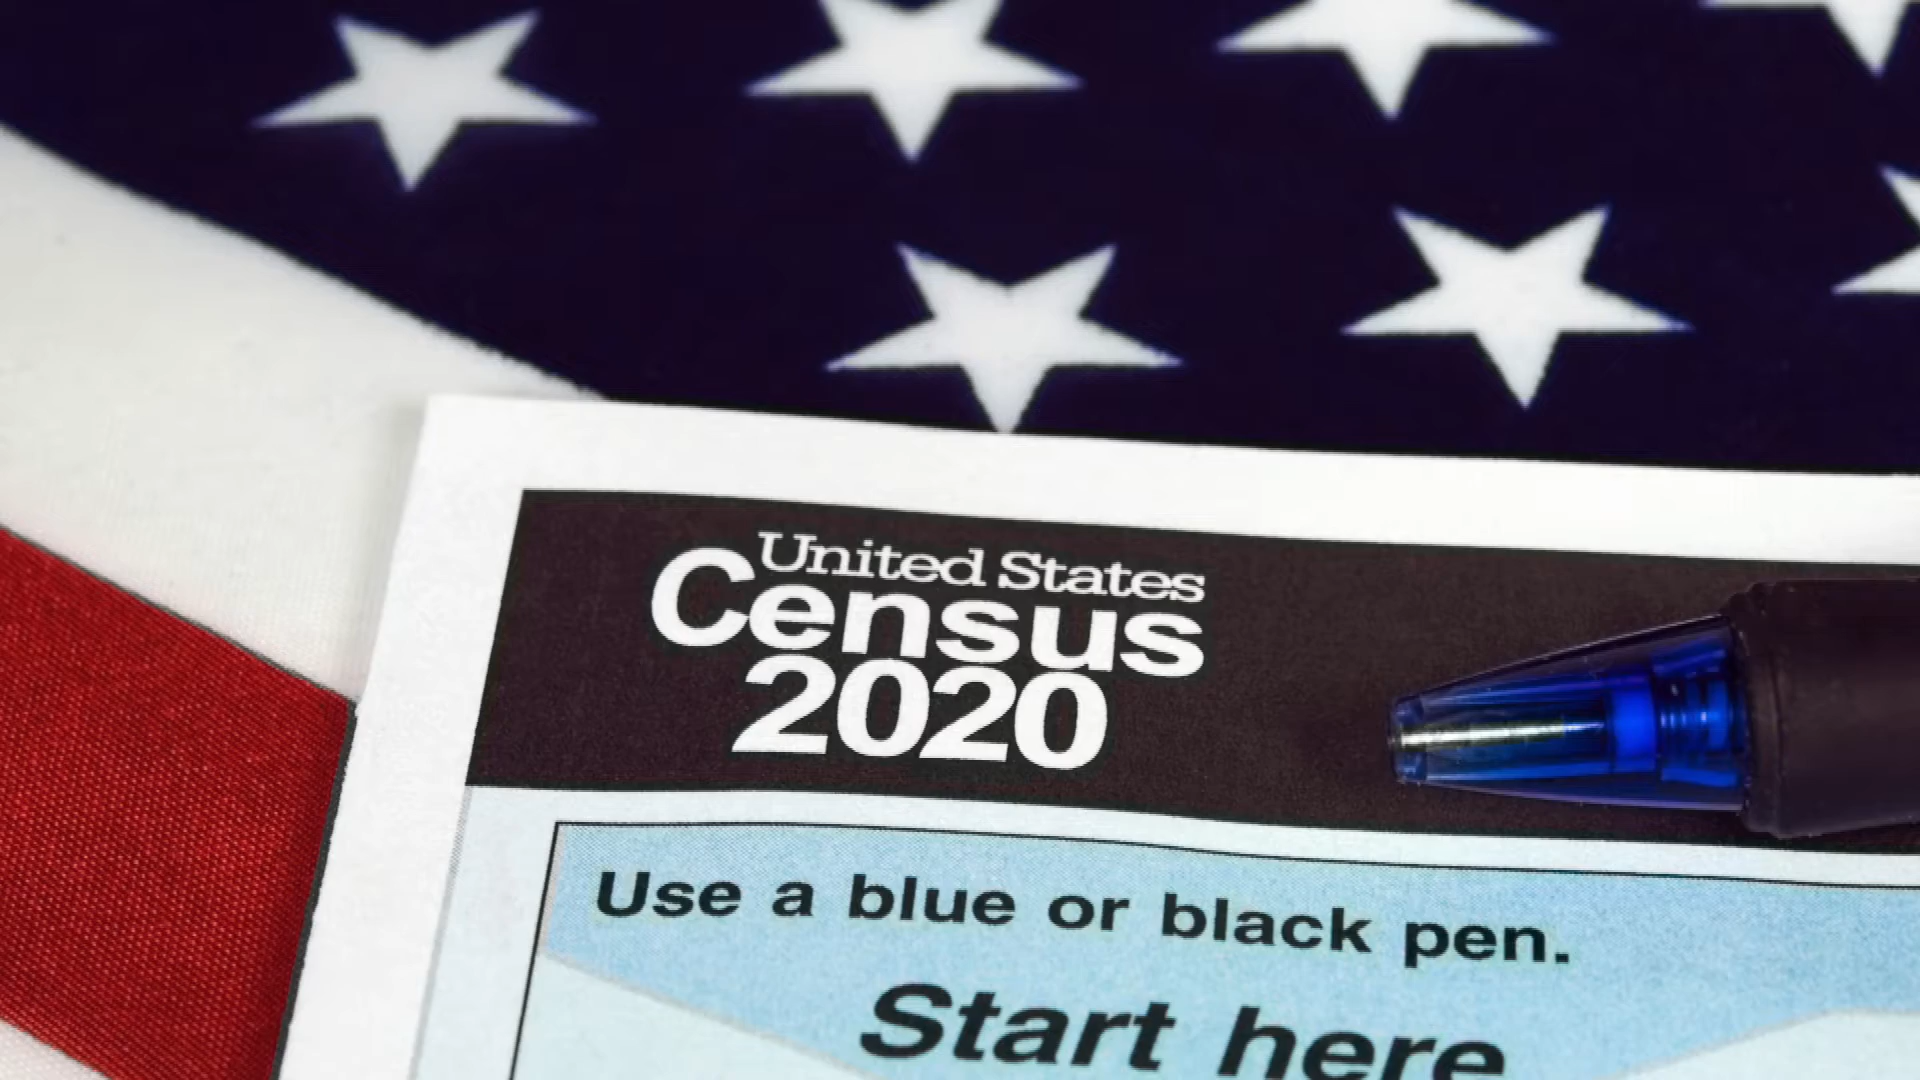 United States
Census
2020
Use a blue or black pen.
Start here